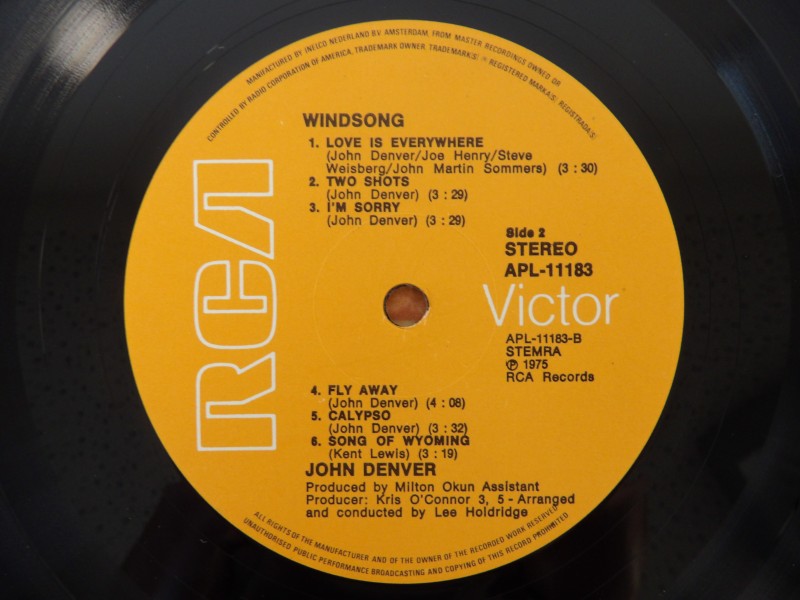 MANUFACTURED BY INELCO NEDERLAND B.V. AMSTERDAM, FROM MASTER RECORDINGS OWNED OR
CONTROLLED BY RADIO CORPORATION OF AMERICA, TRADEMARK OWNER. TRADEMARK(S) ® REGISTERED MARKA(S) REGISTRADA(S)
WINDSONG
1. LOVE IS EVERYWHERE
(John Denver/Joe Henry/Steve
Weisberg/John Martin Sommers) (3:30)
2. TWO SHOTS
(John Denver) (3:29)
3. I'M SORRY
(John Denver) (3:29)
RCA
Side 2
STEREO
APL-11183
Victor
APL-11183-B
STEMRA
℗ 1975
RCA Records
4. FLY AWAY
(John Denver) (4:08)
5. CALYPSO
(John Denver) (3:32)
6. SONG OF WYOMING
(Kent Lewis) (3:19)
JOHN DENVER
Produced by Milton Okun Assistant
Producer: Kris O'Connor 3, 5 - Arranged
and conducted by Lee Holdridge
ALL RIGHTS OF THE MANUFACTURER AND OF THE OWNER OF THE RECORDED WORK RESERVED
UNAUTHORISED PUBLIC PERFORMANCE BROADCASTING AND COPYING OF THIS RECORD PROHIBITED